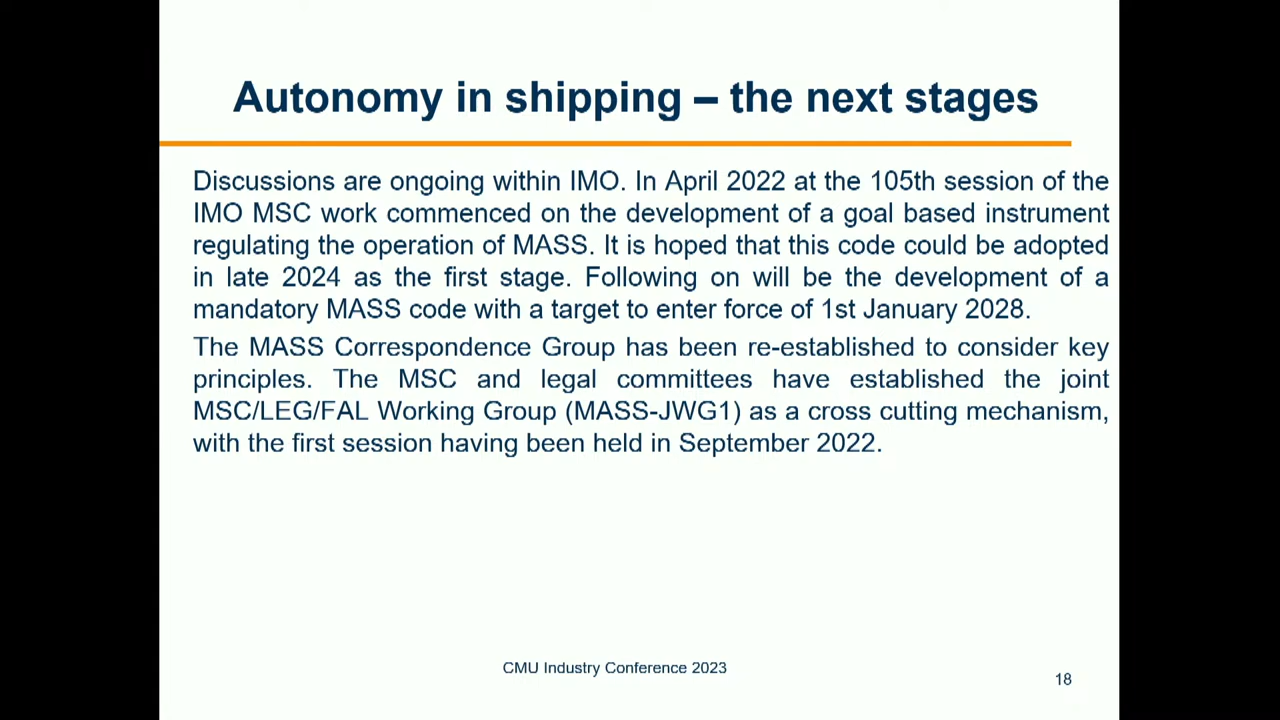 Autonomy in shipping – the next stages
Discussions are ongoing within IMO. In April 2022 at the 105th session of the
IMO MSC work commenced on the development of a goal based instrument
regulating the operation of MASS. It is hoped that this code could be adopted
in late 2024 as the first stage. Following on will be the development of a
mandatory MASS code with a target to enter force of 1st January 2028.
The MASS Correspondence Group has been re-established to consider key
principles. The MSC and legal committees have established the joint
MSC/LEG/FAL Working Group (MASS-JWG1) as a cross cutting mechanism,
with the first session having been held in September 2022.
CMU Industry Conference 2023
18